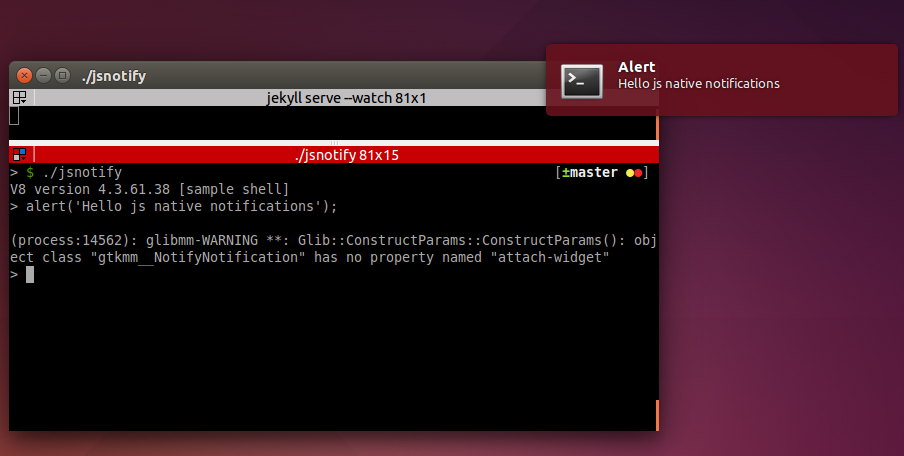 ./jsnotify
Alert
Hello js native notifications
jekyll serve --watch 81x1
./jsnotify 81x15
> $ ./jsnotify [±master ●●]
V8 version 4.3.61.38 [sample shell]
> alert('Hello js native notifications');
(process:14562): glibmm-WARNING **: Glib::ConstructParams::ConstructParams(): obj
ect class "gtkmm__NotifyNotification" has no property named "attach-widget"
>